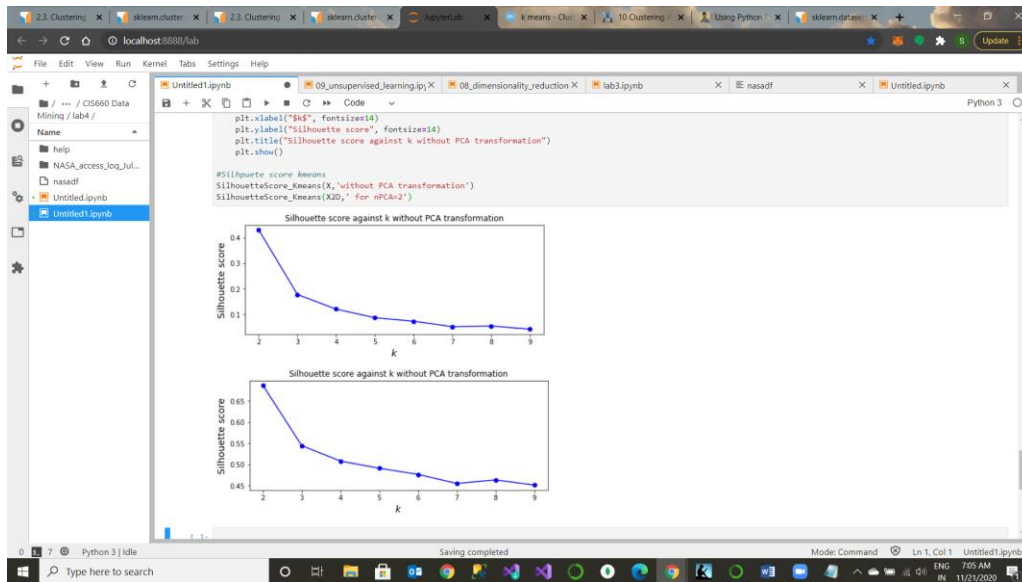 2.3. Clustering
sklearn.cluster
2.3. Clustering
sklearn.cluster
JupyterLab
k means - Clus
10 Clustering
Using Python
sklearn.datase
localhost:8888/lab
S
Update
File Edit View Run Kernel Tabs Settings Help
Untitled1.ipynb
09_unsupervised_learning.ipy
08_dimensionality_reduction
lab3.ipynb
nasadf
Untitled.ipynb
Code
Python 3
/ ··· / CIS660 Data
Mining / lab4 /
Name
help
NASA_access_log_Jul...
nasadf
Untitled.ipynb
Untitled1.ipynb
plt.xlabel("$k$", fontsize=14)
plt.ylabel("Silhouette score", fontsize=14)
plt.title("Silhouette score against k without PCA transformation")
plt.show()
#Silhpuete score kmeans
SilhouetteScore_Kmeans(X,'without PCA transformation')
SilhouetteScore_Kmeans(X2D,' for nPCA=2')
Silhouette score against k without PCA transformation
Silhouette score
0.4
0.3
0.2
0.1
2 3 4 5 6 7 8 9
k
Silhouette score against k without PCA transformation
Silhouette score
0.65
0.60
0.55
0.50
0.45
2 3 4 5 6 7 8 9
k
[ ]:
0 7 Python 3 | Idle
Saving completed
Mode: Command
Ln 1, Col 1 Untitled1.ipynb
Type here to search
ENG 7:05 AM
IN 11/21/2020